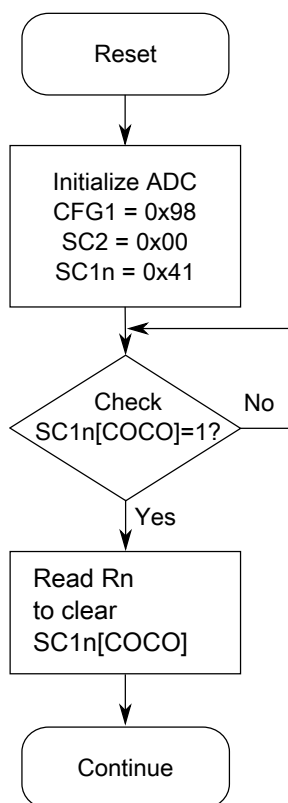 Reset
Initialize ADC
CFG1 = 0x98
SC2 = 0x00
SC1n = 0x41
Check
SC1n[COCO]=1?
No
Yes
Read Rn
to clear
SC1n[COCO]
Continue